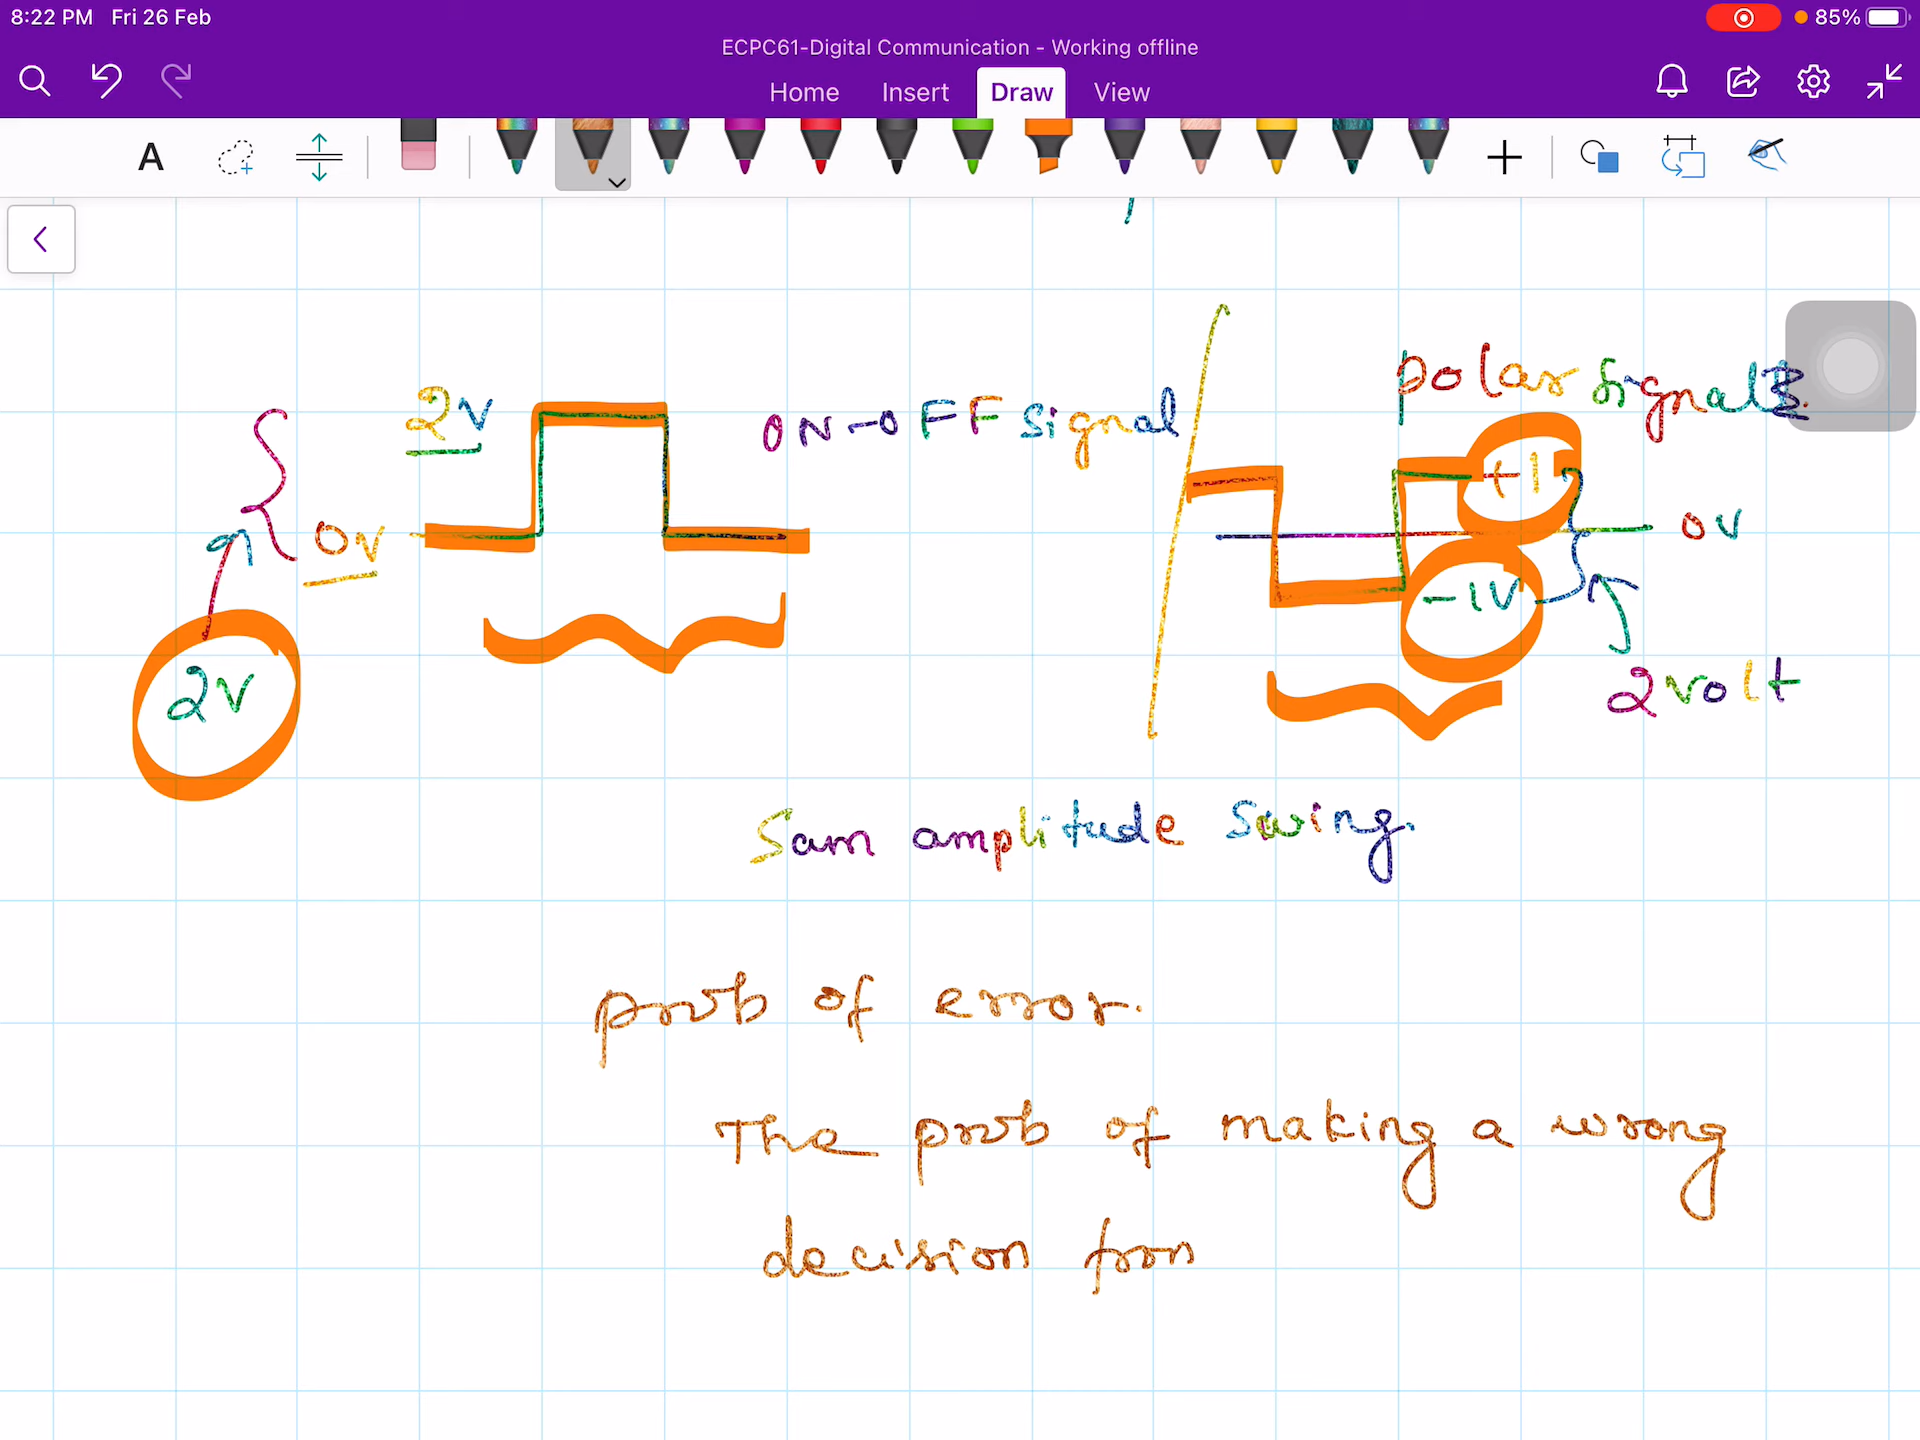 8:22 PM Fri 26 Feb 85%
ECPC61-Digital Communication - Working offline
Home Insert Draw View
A
polar signal
2v ON-OFF signal
+1
0v 0v
-1v
2v 2volt
Sam amplitude swing.
prob of error.
The prob of making a wrong
decision from